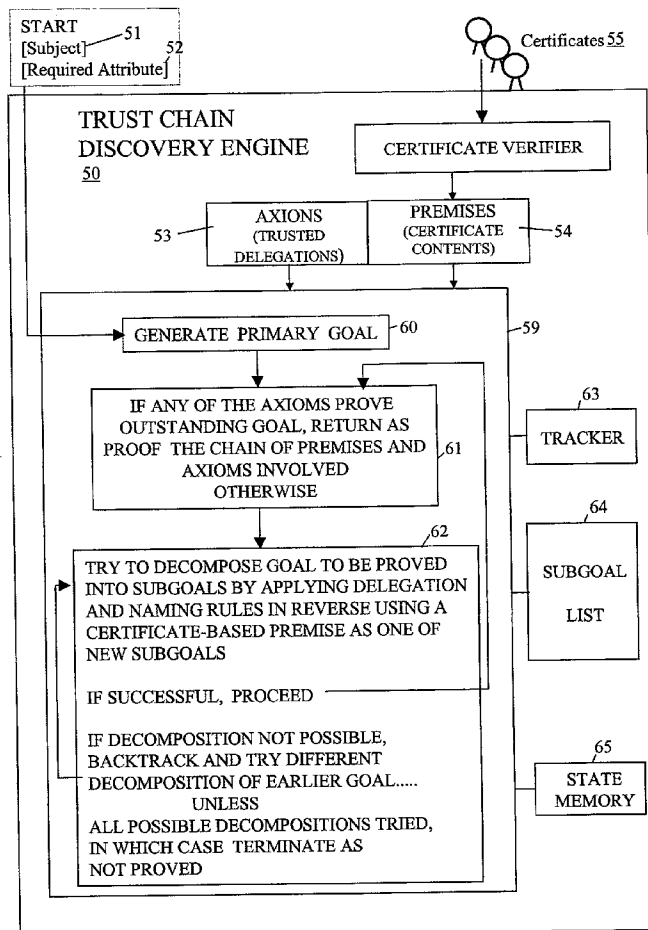 START
[Subject]
[Required Attribute]
51
52
Certificates 55
TRUST CHAIN
DISCOVERY ENGINE
50
CERTIFICATE VERIFIER
53
AXIONS
(TRUSTED
DELEGATIONS)
PREMISES
(CERTIFICATE
CONTENTS)
54
GENERATE PRIMARY GOAL
60
59
IF ANY OF THE AXIOMS PROVE
OUTSTANDING GOAL, RETURN AS
PROOF THE CHAIN OF PREMISES AND
AXIOMS INVOLVED
OTHERWISE
61
63
TRACKER
62
TRY TO DECOMPOSE GOAL TO BE PROVED
INTO SUBGOALS BY APPLYING DELEGATION
AND NAMING RULES IN REVERSE USING A
CERTIFICATE-BASED PREMISE AS ONE OF
NEW SUBGOALS
IF SUCCESSFUL, PROCEED
IF DECOMPOSITION NOT POSSIBLE,
BACKTRACK AND TRY DIFFERENT
DECOMPOSITION OF EARLIER GOAL.....
UNLESS
ALL POSSIBLE DECOMPOSITIONS TRIED,
IN WHICH CASE TERMINATE AS
NOT PROVED
64
SUBGOAL
LIST
65
STATE
MEMORY